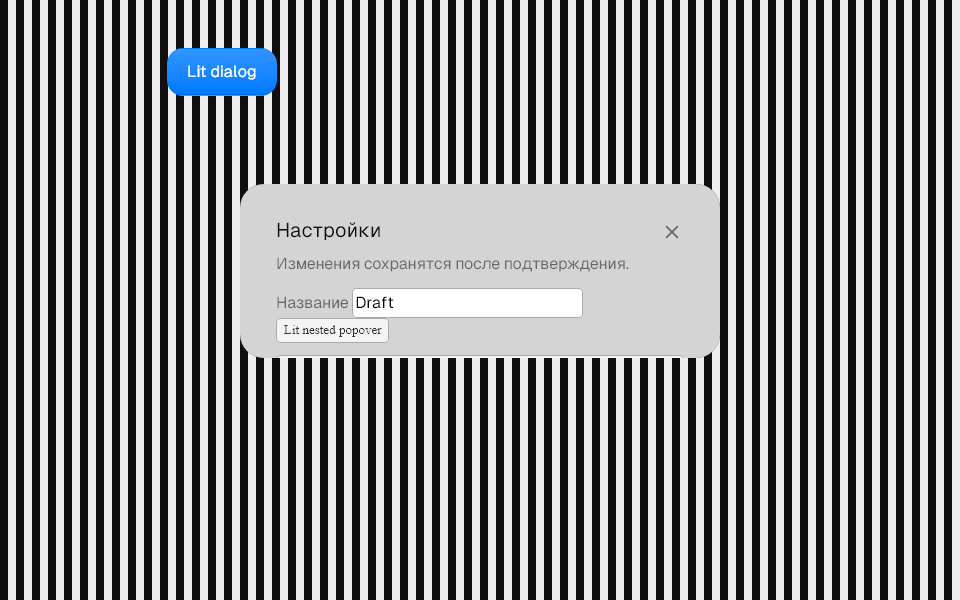 Lit dialog
Настройки
Изменения сохранятся после подтверждения.
Название Draft
Lit nested popover